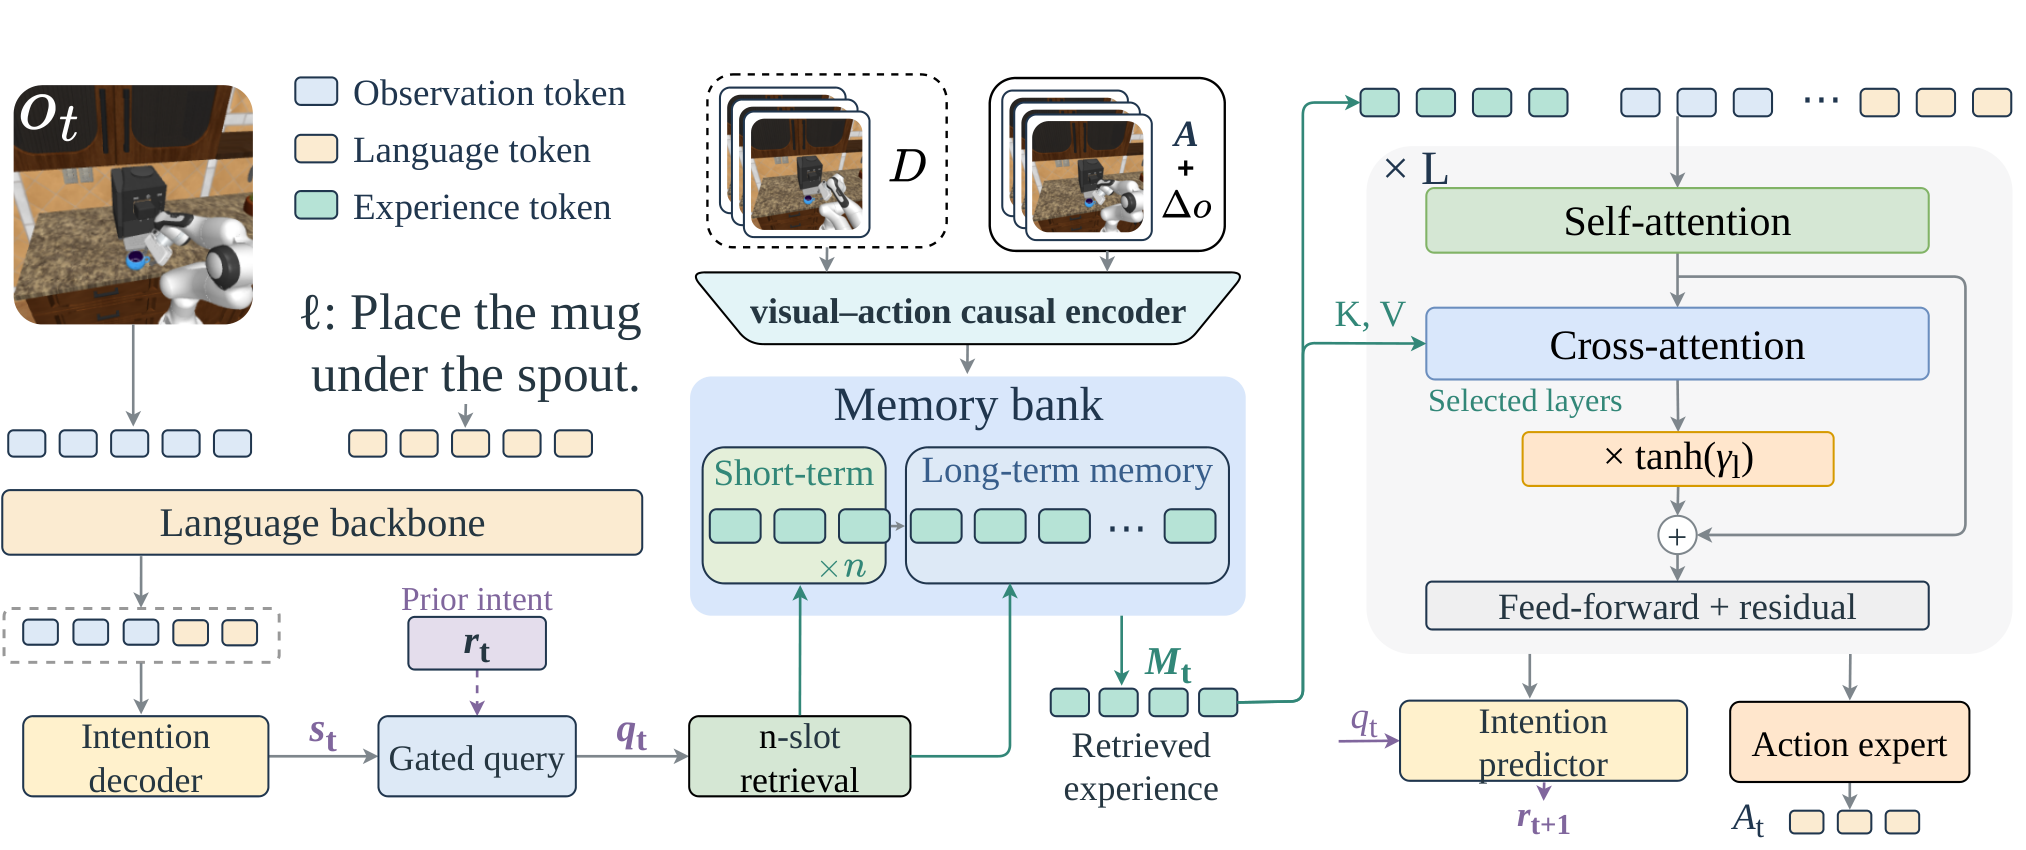 o_t
Observation token
Language token
Experience token
ℓ: Place the mug
under the spout.
Language backbone
Prior intent
r_t
Intention
decoder
s_t
Gated query
q_t
n-slot
retrieval
D
A
+
Δo
visual–action causal encoder
Memory bank
Short-term
×n
Long-term memory
⋯
M_t
Retrieved
experience
⋯
× L
Self-attention
K, V
Cross-attention
Selected layers
× tanh(γ_l)
+
Feed-forward + residual
q_t
Intention
predictor
r_{t+1}
Action expert
A_t